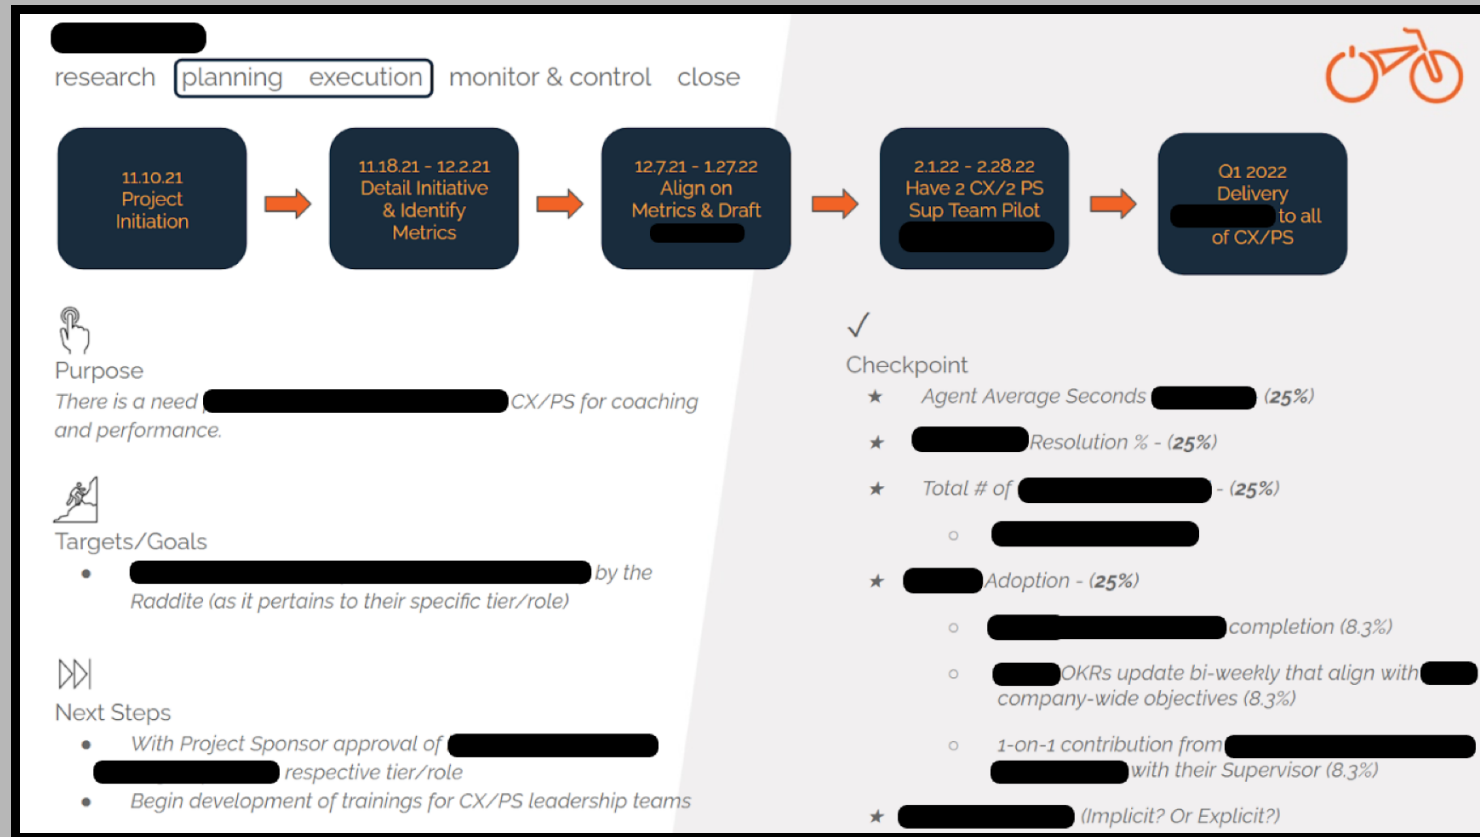 research planning execution monitor & control close
11.10.21
Project
Initiation
11.18.21 - 12.2.21
Detail Initiative
& Identify
Metrics
12.7.21 - 1.27.22
Align on
Metrics & Draft
2.1.22 - 2.28.22
Have 2 CX/2 PS
Sup Team Pilot
Q1 2022
Delivery
to all
of CX/PS
Purpose
There is a need CX/PS for coaching
and performance.
Targets/Goals
● by the
Raddite (as it pertains to their specific tier/role)
Next Steps
● With Project Sponsor approval of
respective tier/role
● Begin development of trainings for CX/PS leadership teams
✓
Checkpoint
★ Agent Average Seconds (25%)
★ Resolution % - (25%)
★ Total # of - (25%)
○
★ Adoption - (25%)
○ completion (8.3%)
○ OKRs update bi-weekly that align with
company-wide objectives (8.3%)
○ 1-on-1 contribution from
with their Supervisor (8.3%)
★ (Implicit? Or Explicit?)